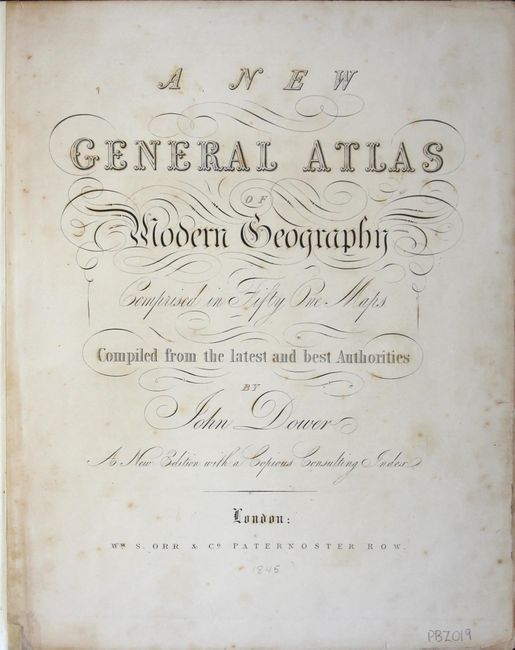 A NEW
GENERAL ATLAS
OF
Modern Geography
Comprised in Fifty One Maps
Compiled from the latest and best Authorities
BY
John Dower
A New Edition with a Copious Consulting Index
London:
Wm S. ORR & Co PATERNOSTER ROW.
1845
PBZ019